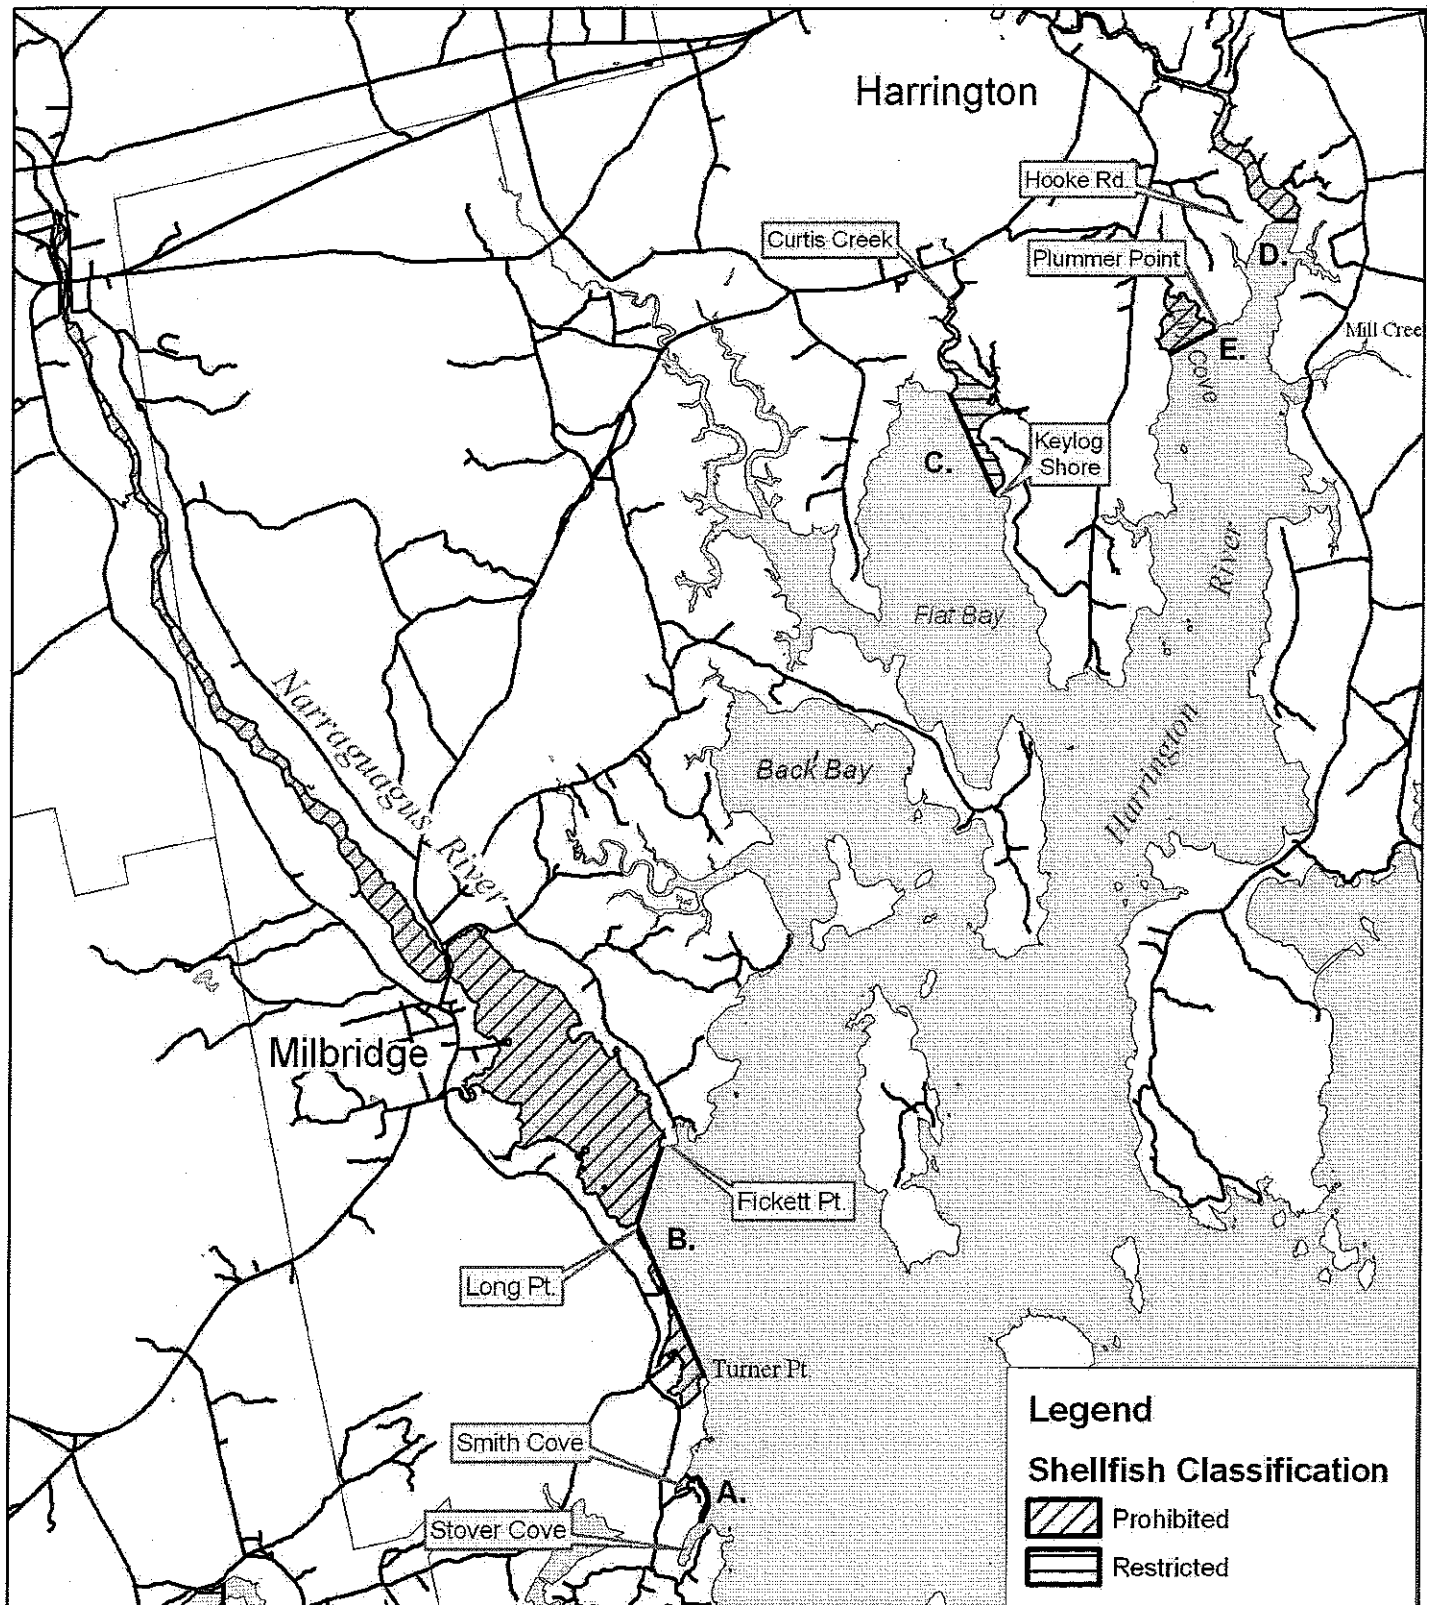 Harrington
Hooke Rd.
Curtis Creek
Plummer Point
D.
Mill Cree
E.
Cove
Keylog
Shore
C.
River
Flat Bay
Narraguagus River
Back Bay
Harrington
Milbridge
Fickett Pt.
B.
Long Pt.
Turner Pt.
Legend
Smith Cove
Shellfish Classification
A.
Prohibited
Stover Cove
Restricted